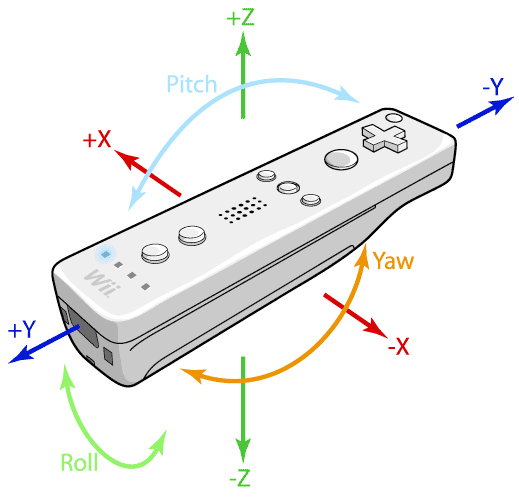 +Z
Pitch
-Y
+X
Wii
Yaw
+Y
-X
Roll
-Z